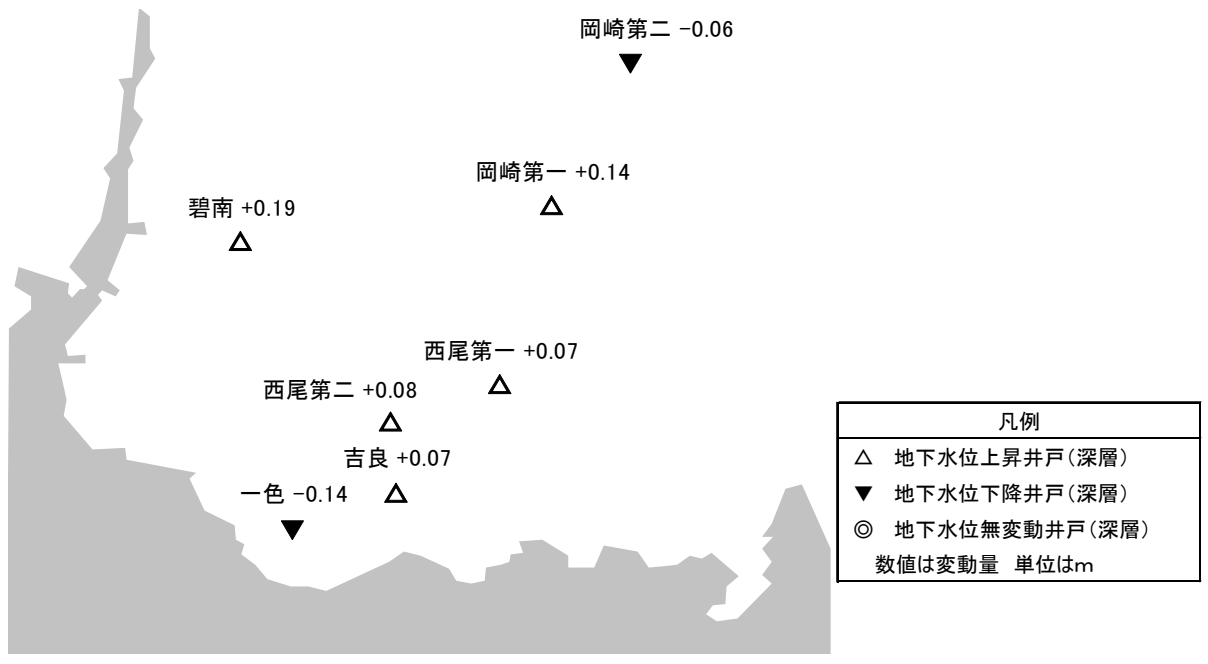 岡崎第二 -0.06
岡崎第一 +0.14
碧南 +0.19
西尾第一 +0.07
西尾第二 +0.08
吉良 +0.07
一色 -0.14
凡例
△ 地下水位上昇井戸(深層)
▼ 地下水位下降井戸(深層)
◎ 地下水位無変動井戸(深層)
数値は変動量 単位はm